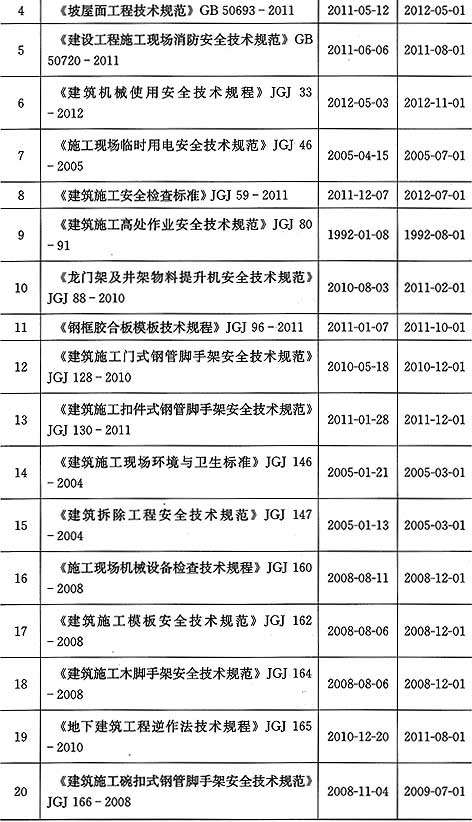 4 《坡屋面工程技术规范》GB 50693-2011 2011-05-12 2012-05-01
5 《建设工程施工现场消防安全技术规范》GB 2011-06-06 2011-08-01
50720-2011
6 《建筑机械使用安全技术规程》JGJ 33 2012-05-03 2012-11-01
-2012
7 《施工现场临时用电安全技术规范》JGJ 46 2005-04-15 2005-07-01
-2005
8 《建筑施工安全检查标准》JGJ 59-2011 2011-12-07 2012-07-01
9 《建筑施工高处作业安全技术规范》JGJ 80 1992-01-08 1992-08-01
-91
10 《龙门架及井架物料提升机安全技术规范》 2010-08-03 2011-02-01
JGJ 88-2010
11 《钢框胶合板模板技术规程》JGJ 96-2011 2011-01-07 2011-10-01
12 《建筑施工门式钢管脚手架安全技术规范》 2010-05-18 2010-12-01
JGJ 128-2010
13 《建筑施工扣件式钢管脚手架安全技术规范》 2011-01-28 2011-12-01
JGJ 130-2011
14 《建筑施工现场环境与卫生标准》JGJ 146 2005-01-21 2005-03-01
-2004
15 《建筑拆除工程安全技术规范》JGJ 147 2005-01-13 2005-03-01
-2004
16 《施工现场机械设备检查技术规程》JGJ 160 2008-08-11 2008-12-01
-2008
17 《建筑施工模板安全技术规范》JGJ 162 2008-08-06 2008-12-01
-2008
18 《建筑施工木脚手架安全技术规范》JGJ 164 2008-08-06 2008-12-01
-2008
19 《地下建筑工程逆作法技术规程》JGJ 165 2010-12-20 2011-08-01
-2010
20 《建筑施工碗扣式钢管脚手架安全技术规范》 2008-11-04 2009-07-01
JGJ 166-2008